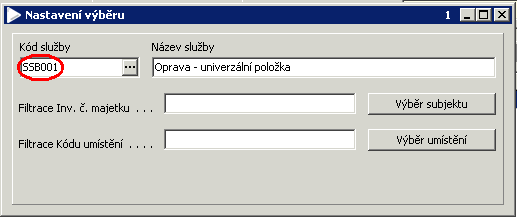 Nastavení výběru 1
Kód služby Název služby
SSB001 ... Oprava - univerzální položka
Filtrace Inv. č. majetku . . . Výběr subjektu
Filtrace Kódu umístění . . . . Výběr umístění